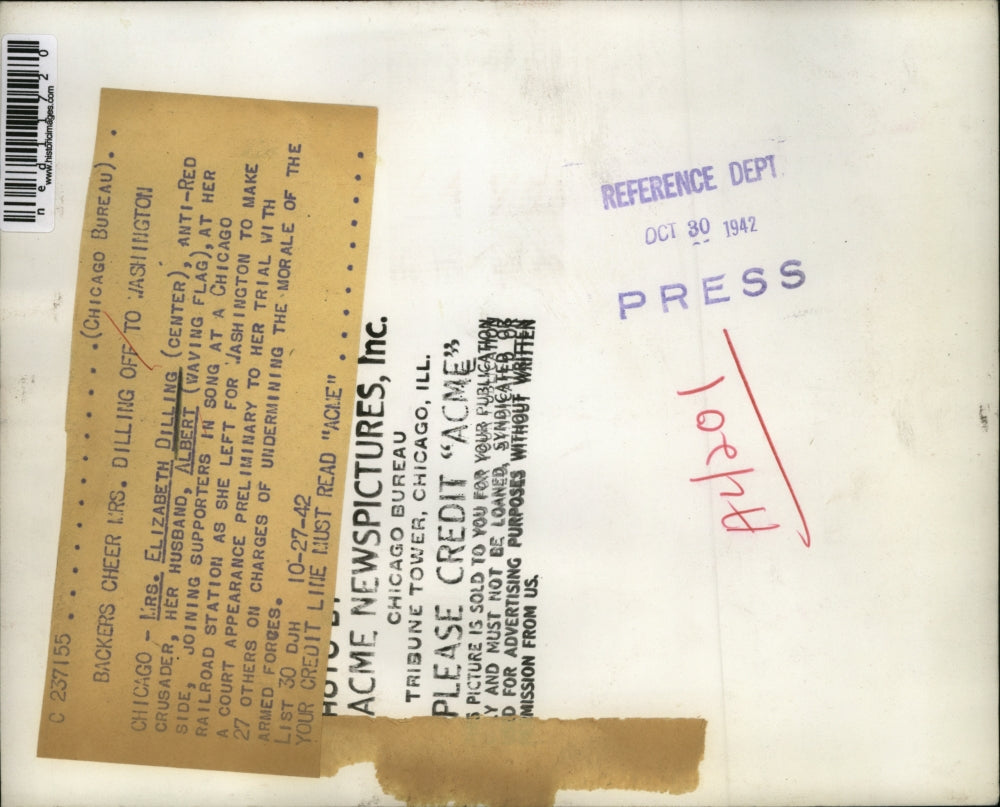 C 237155 . . . . . . . . . . . . . . . (CHICAGO BUREAU). . .
BACKERS CHEER MRS. DILLING OFF TO WASHINGTON
CHICAGO - MRS. ELIZABETH DILLING (CENTER), ANTI-RED
CRUSADER, HER HUSBAND, ALBERT (WAVING FLAG), AT HER
SIDE, JOINING SUPPORTERS IN SONG AT A CHICAGO
RAILROAD STATION AS SHE LEFT FOR WASHINGTON TO MAKE
A COURT APPEARANCE PRELIMINARY TO HER TRIAL WITH
27 OTHERS ON CHARGES OF UNDERMINING THE MORALE OF THE
ARMED FORCES.
LIST 30 DJH 10-27-42
YOUR CREDIT LINE MUST READ "ACME" . . . . . . . . . .
ACME NEWSPICTURES, Inc.
CHICAGO BUREAU
TRIBUNE TOWER, CHICAGO, ILL.
PLEASE CREDIT "ACME"
S PICTURE IS SOLD TO YOU FOR YOUR PUBLICATION
Y AND MUST NOT BE LOANED, SYNDICATED OR
D FOR ADVERTISING PURPOSES WITHOUT WRITTEN
MISSION FROM US.
REFERENCE DEPT
OCT 30 1942
PRESS
www.historicimages.com
ned11720